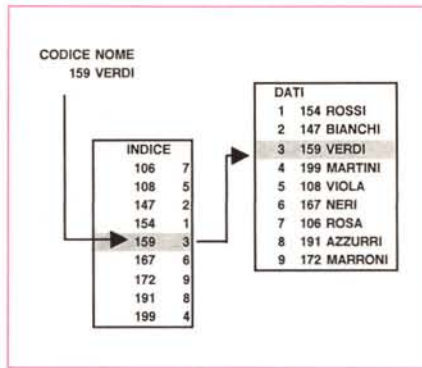 CODICE NOME
159 VERDI
INDICE
106 7
108 5
147 2
154 1
159 3
167 6
172 9
191 8
199 4
DATI
1 154 ROSSI
2 147 BIANCHI
3 159 VERDI
4 199 MARTINI
5 108 VIOLA
6 167 NERI
7 106 ROSA
8 191 AZZURRI
9 172 MARRONI